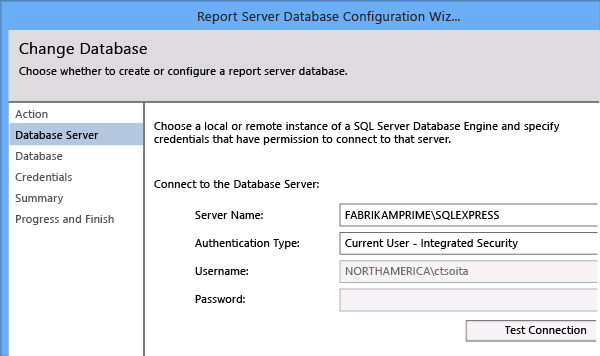 Report Server Database Configuration Wiz...
Change Database
Choose whether to create or configure a report server database.
Action
Database Server
Database
Credentials
Summary
Progress and Finish
Choose a local or remote instance of a SQL Server Database Engine and specify
credentials that have permission to connect to that server.
Connect to the Database Server:
Server Name: FABRIKAMPRIME\SQLEXPRESS
Authentication Type: Current User - Integrated Security
Username: NORTHAMERICA\ctsoita
Password:
Test Connection